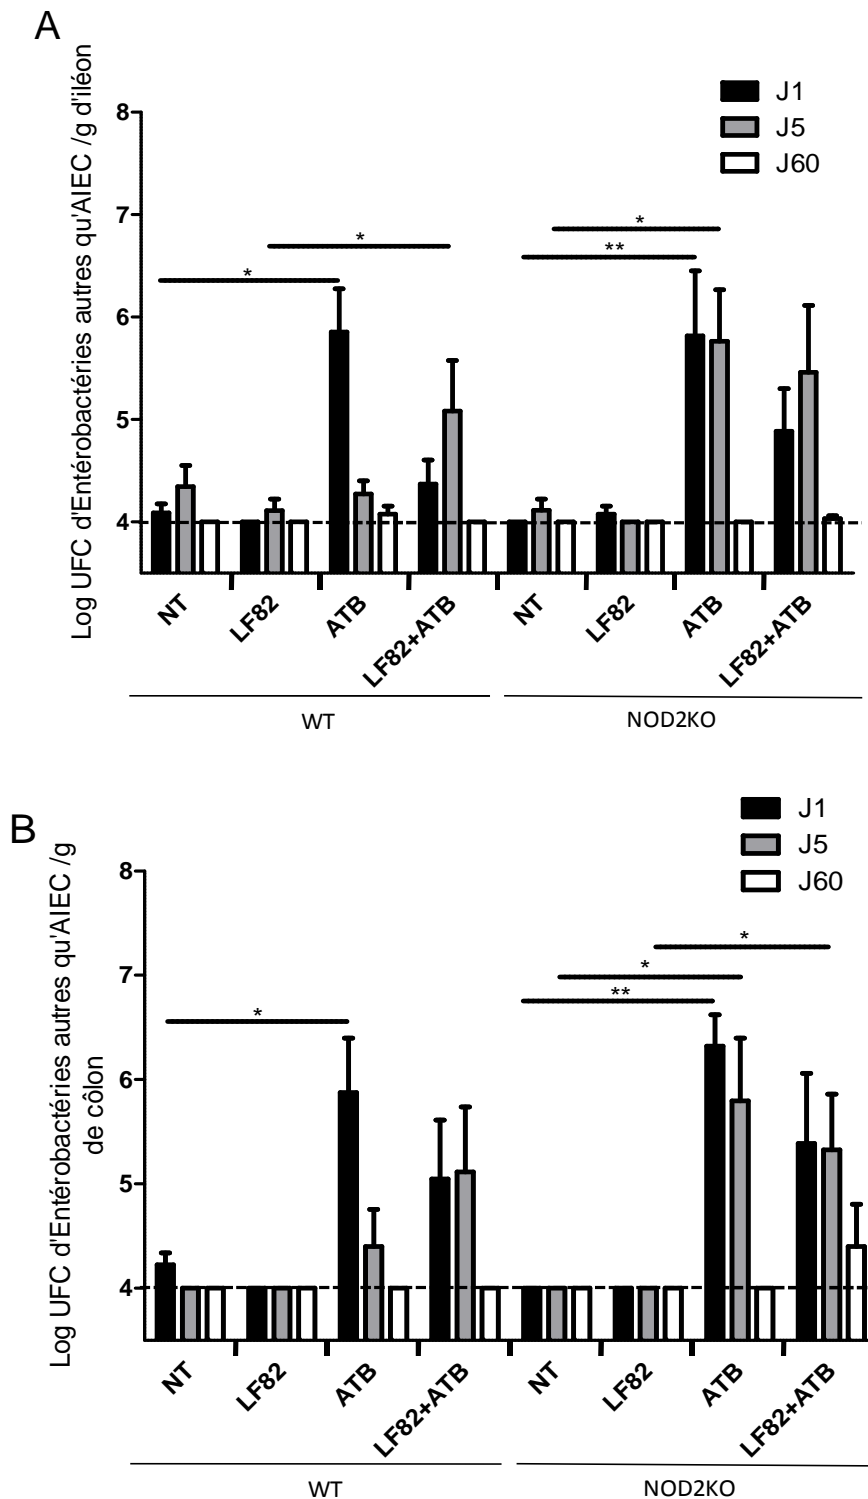 A
Log UFC d'Entérobactéries autres qu'AIEC /g d'iléon
J1
J5
J60
8
7
6
5
4
*
*
**
*
NT
LF82
ATB
LF82+ATB
NT
LF82
ATB
LF82+ATB
WT
NOD2KO
B
Log UFC d'Entérobactéries autres qu'AIEC /g
de côlon
J1
J5
J60
8
7
6
5
4
*
**
*
*
NT
LF82
ATB
LF82+ATB
NT
LF82
ATB
LF82+ATB
WT
NOD2KO